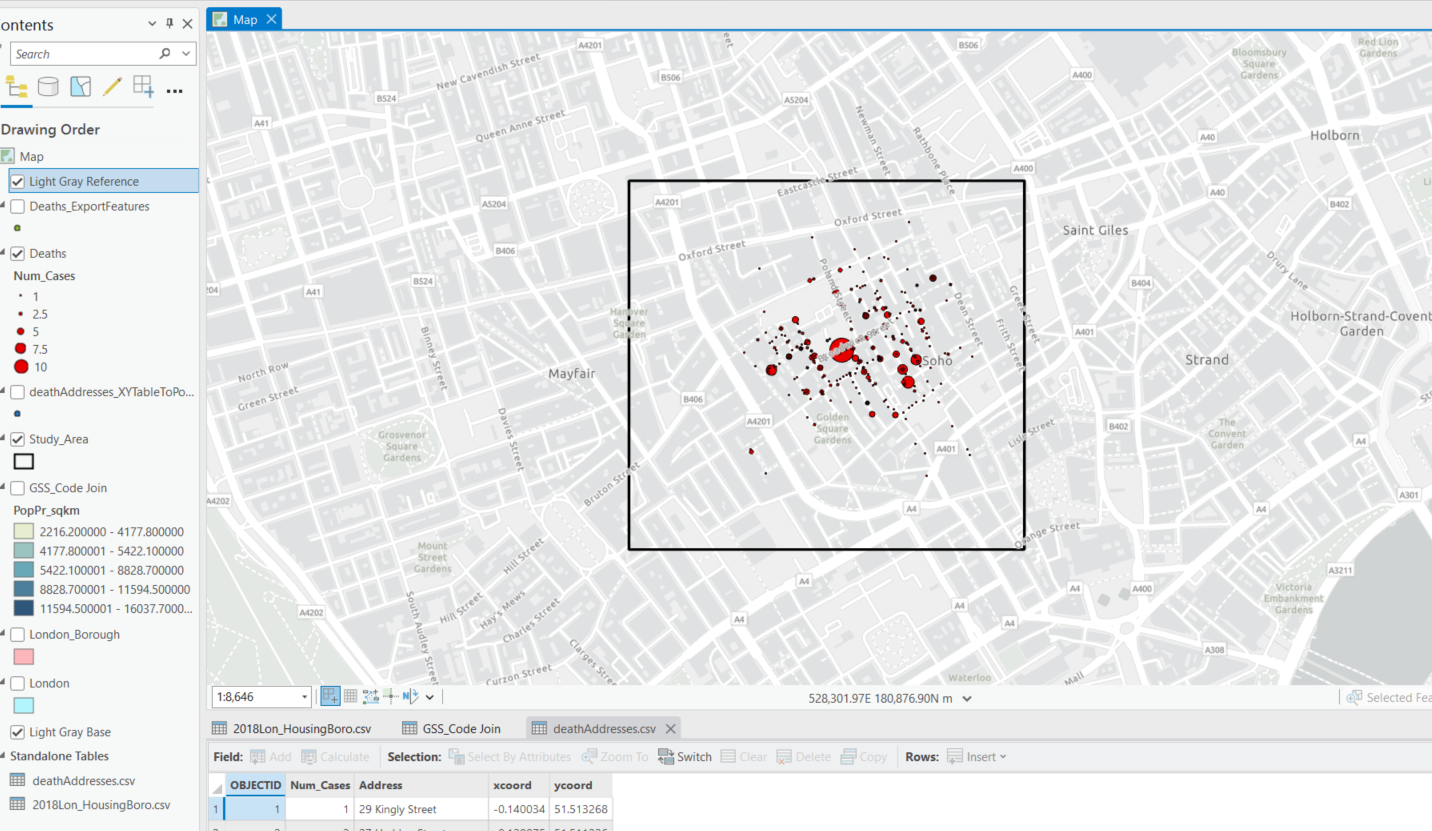 ontents
Search
Drawing Order
Map
Light Gray Reference
Deaths_ExportFeatures
Deaths
Num_Cases
1
2.5
5
7.5
10
deathAddresses_XYTableToPo...
Study_Area
GSS_Code Join
PopPr_sqkm
2216.200000 - 4177.800000
4177.800001 - 5422.100000
5422.100001 - 8828.700000
8828.700001 - 11594.500000
11594.500001 - 16037.7000...
London_Borough
London
Light Gray Base
Standalone Tables
deathAddresses.csv
2018Lon_HousingBoro.csv
Map
A4201
B506
Red Lion
Gardens
Bloomsbury
Square
Gardens
New Cavendish Street
B506
A400
B524
A5204
A41
Queen Anne Street
Newman Street
Rathbone Place
A40
Holborn
A400
Eastcastle Street
A40
A4201
A5204
B402
Oxford Street
Saint Giles
Oxford Street
B406
Drury Lane
Poland Street
B524
B404
A41
Dean Street
Greek Street
Hanover
Square
Garden
Holborn-Strand-Covent
Garden
Binney Street
Frith Street
A401
Soho
Strand
North Row
Mayfair
Green Street
B406
Davies Street
A4201
Golden
Square
Gardens
Grosvenor
Square
Gardens
Lisle Street
B402
The
Convent
Garden
A4
A401
Bruton Street
A4202
A301
A4
A4
Orange Street
Mount
Street
Gardens
Hill Street
A3211
A4
A4
A400
Victoria
Embankment
Gardens
South Audley Street
Hill Street
Hay's Mews
Charles Street
A4202
A4
A4
A4
Clarges Street
A308
Curzon Street
Mall
Waterloo
1:8,646
528,301.97E 180,876.90N m
Selected Fea
2018Lon_HousingBoro.csv
GSS_Code Join
deathAddresses.csv
Field: Add Calculate Selection: Select By Attributes Zoom To Switch Clear Delete Copy Rows: Insert
OBJECTID Num_Cases Address xcoord ycoord
1 1 1 29 Kingly Street -0.140034 51.513268